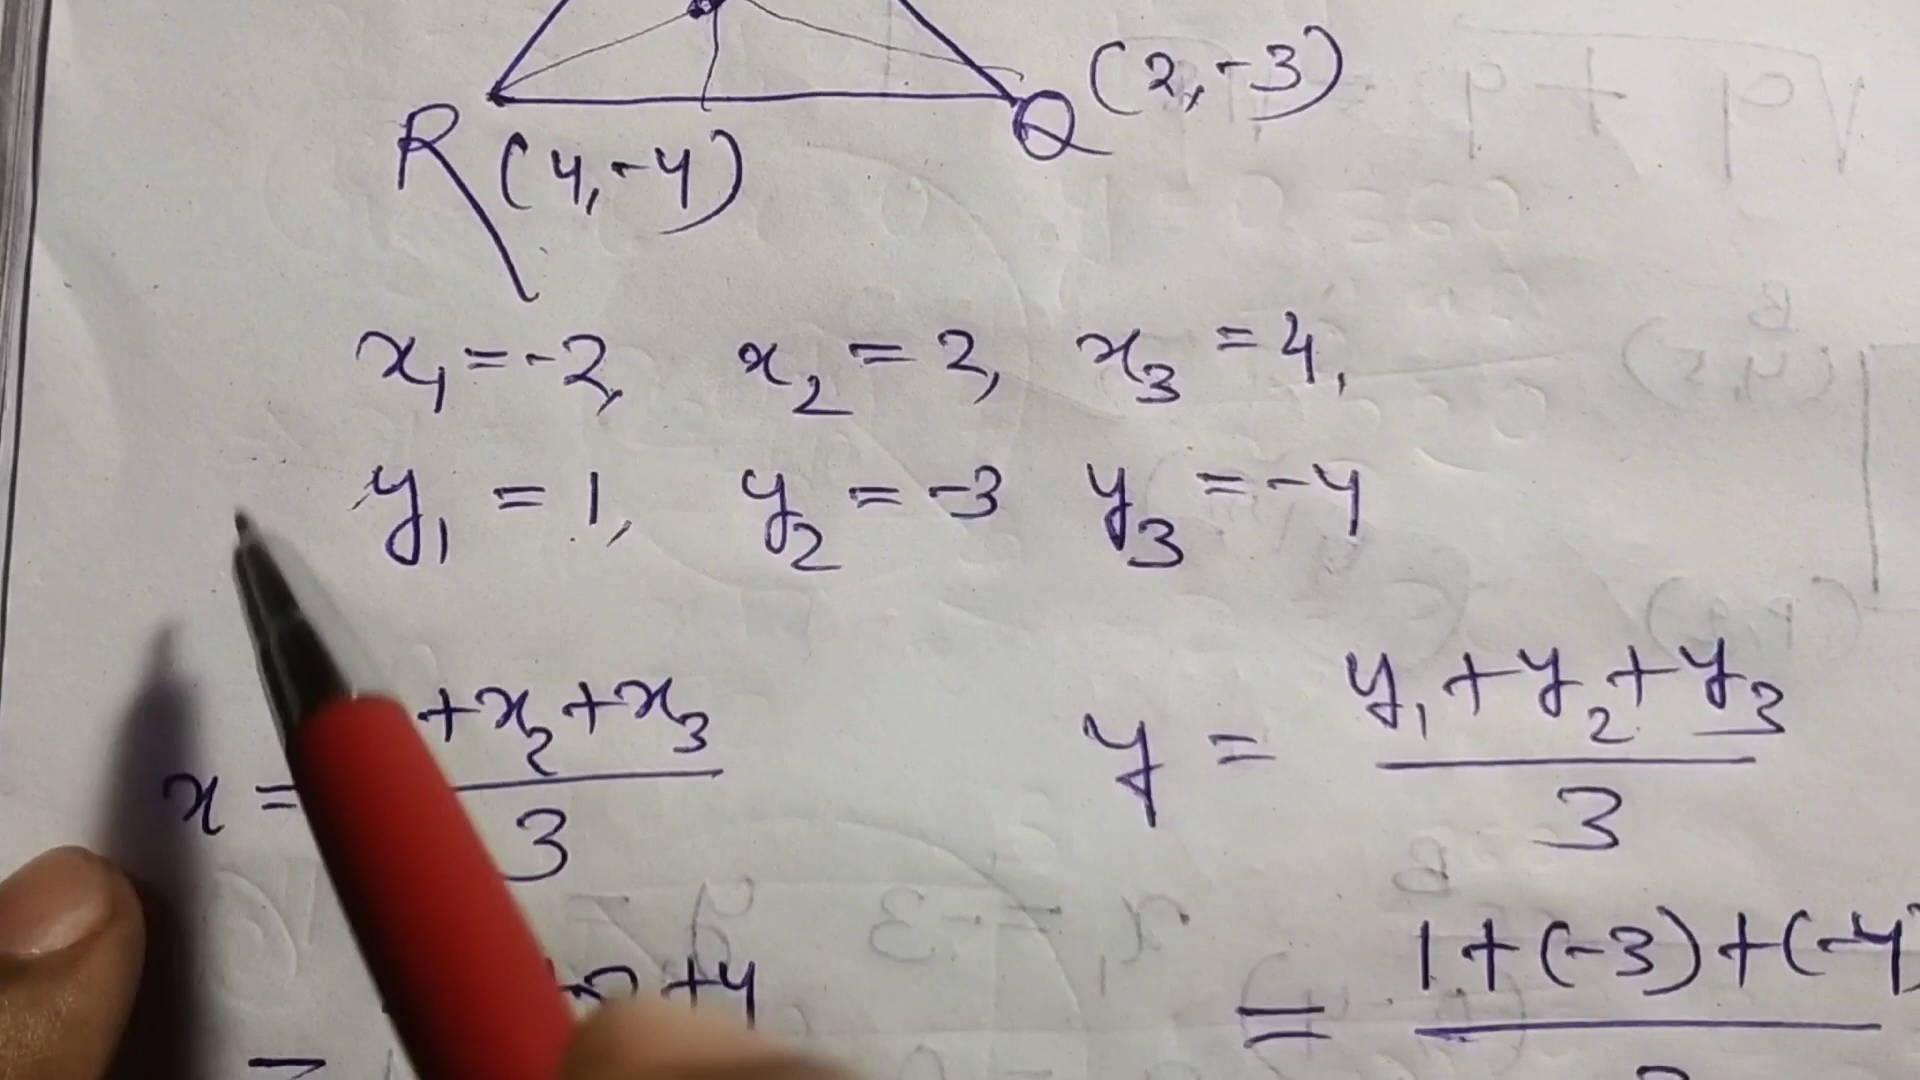 Q (2,-3)
R (4,-4)
x₁ = -2, x₂ = 2, x₃ = 4,
y₁ = 1, y₂ = -3 y₃ = -4
+x₂+x₃
x = y = y₁+y₂+y₃
3 3
+4 1+(-3)+(-4)
= =